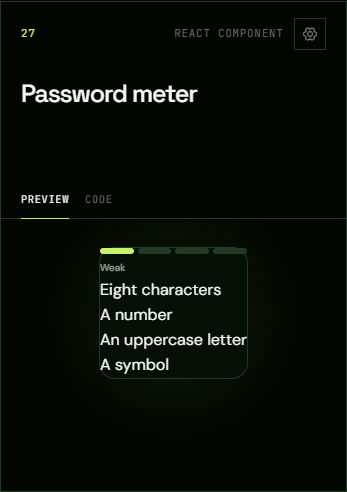 27
REACT COMPONENT
Password meter
PREVIEW
CODE
Weak
Eight characters
A number
An uppercase letter
A symbol